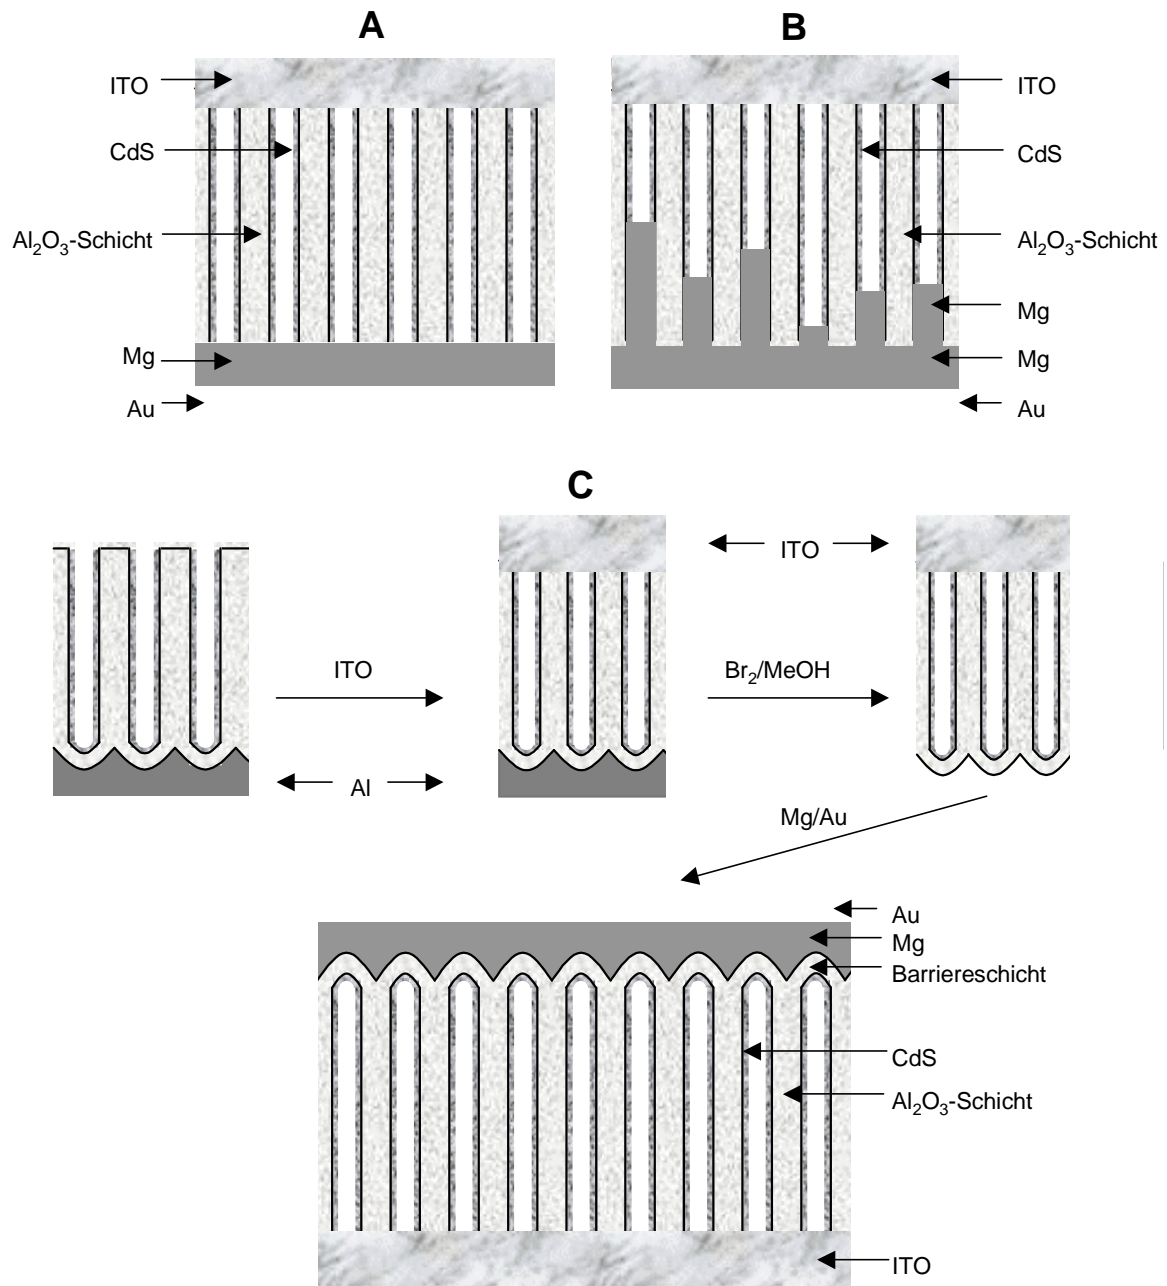 A
B
ITO
ITO
CdS
CdS
Al₂O₃-Schicht
Al₂O₃-Schicht
Mg
Mg
Mg
Au
Au
C
ITO
ITO
Br₂/MeOH
Al
Mg/Au
Au
Mg
Barriereschicht
CdS
Al₂O₃-Schicht
ITO